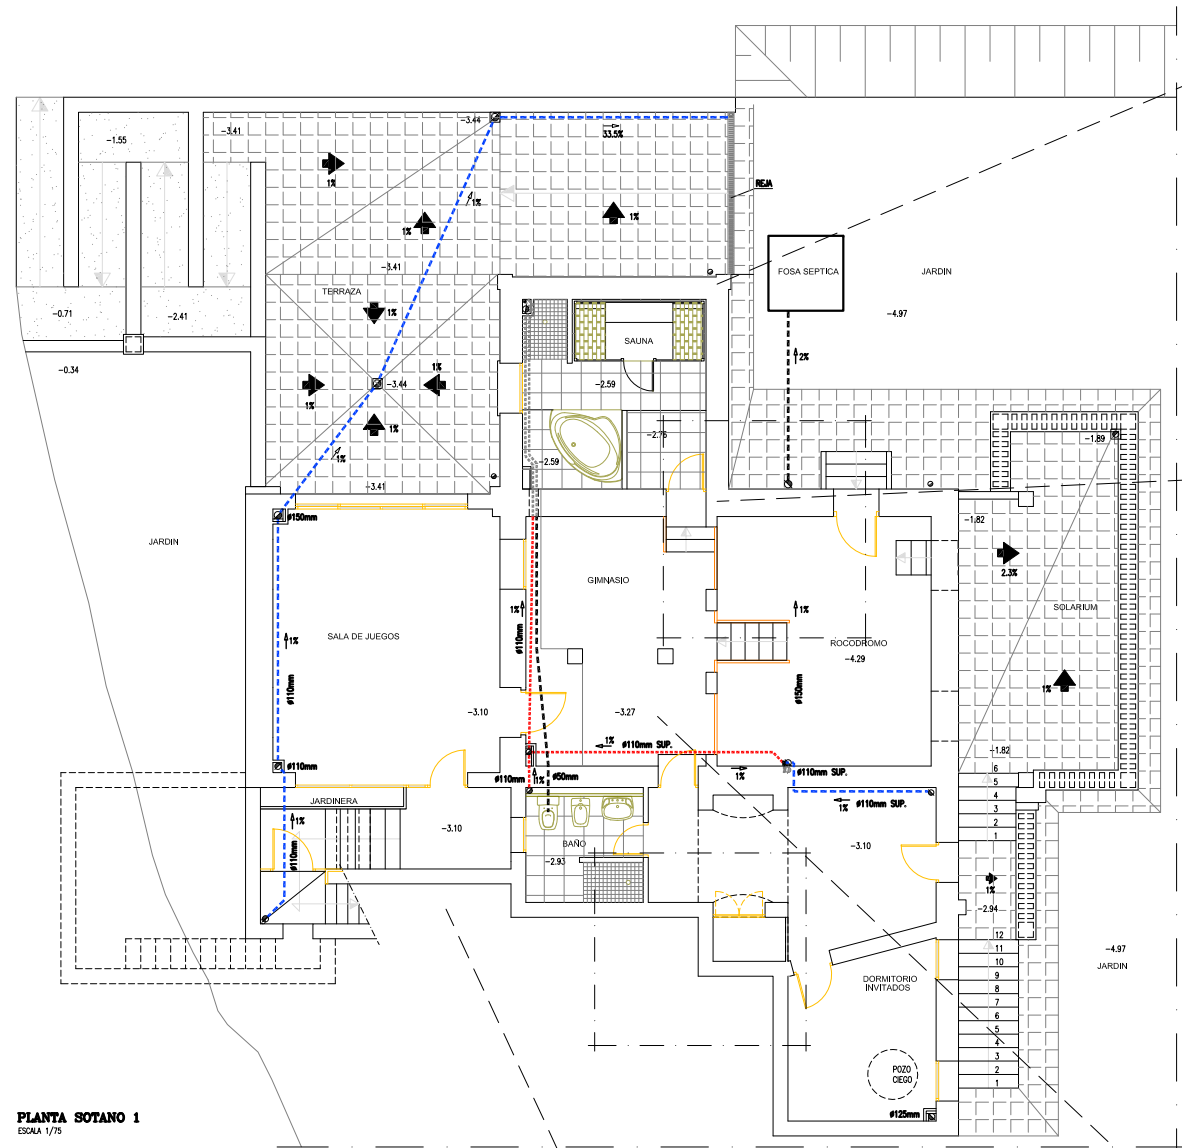 -3.44
33.5%
-1.55
-3.41
1%
REJA
1%
1%
1%
-3.41
FOSA SEPTICA
JARDIN
TERRAZA
-0.71
-2.41
1%
-4.97
SAUNA
2%
-0.34
1%
-3.44
-2.59
1%
1%
-2.76
-1.89
1%
-2.59
-3.41
ø150mm
-1.82
JARDIN
2.3%
GIMNASIO
1%
1%
SOLARIUM
SALA DE JUEGOS
1%
ø110mm
ROCODROMO
-4.29
ø110mm
ø150mm
1%
-3.10
-3.27
1%
ø110mm SUP.
-1.82
ø110mm
ø110mm
1%
ø50mm
1%
ø110mm SUP.
6
5
4
3
2
1
JARDINERA
1%
ø110mm SUP.
1%
-3.10
ø110mm
BAÑO
-2.93
-3.10
1%
-2.94
12
11
10
9
8
7
6
5
4
3
2
1
-4.97
JARDIN
DORMITORIO
INVITADOS
POZO
CIEGO
ø125mm
PLANTA SOTANO 1
ESCALA 1/75